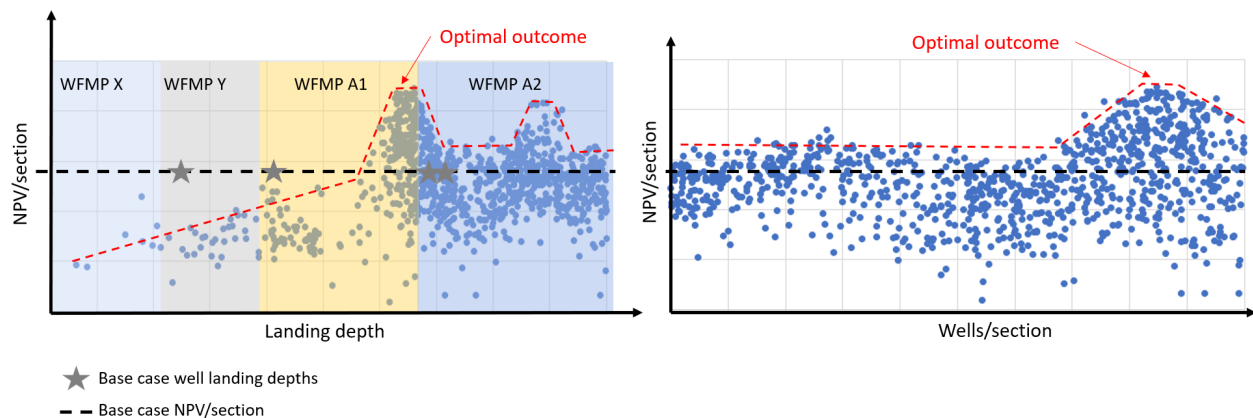 Optimal outcome
WFMP X
WFMP Y
WFMP A1
WFMP A2
NPV/section
Landing depth
Base case well landing depths
Base case NPV/section
Optimal outcome
NPV/section
Wells/section